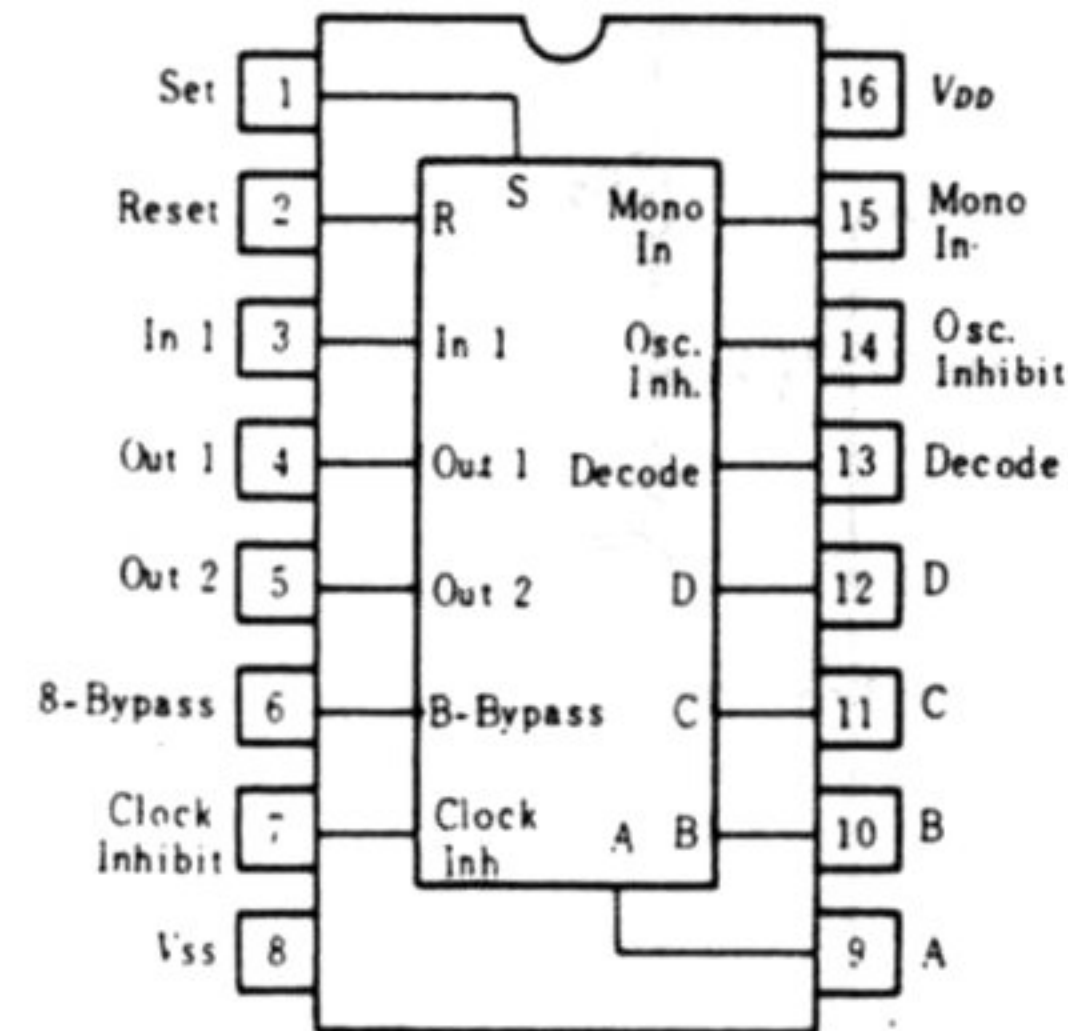 Set 1
16 VDD
S
Reset 2
R
Mono
In
15 Mono
In
In 1 3
In 1
Osc.
Inh.
14 Osc.
Inhibit
Out 1 4
Out 1
Decode
13 Decode
Out 2 5
Out 2
D
12 D
8-Bypass 6
B-Bypass
C
11 C
Clock
Inhibit
7
Clock
Inh
A
B
10 B
Vss 8
9 A